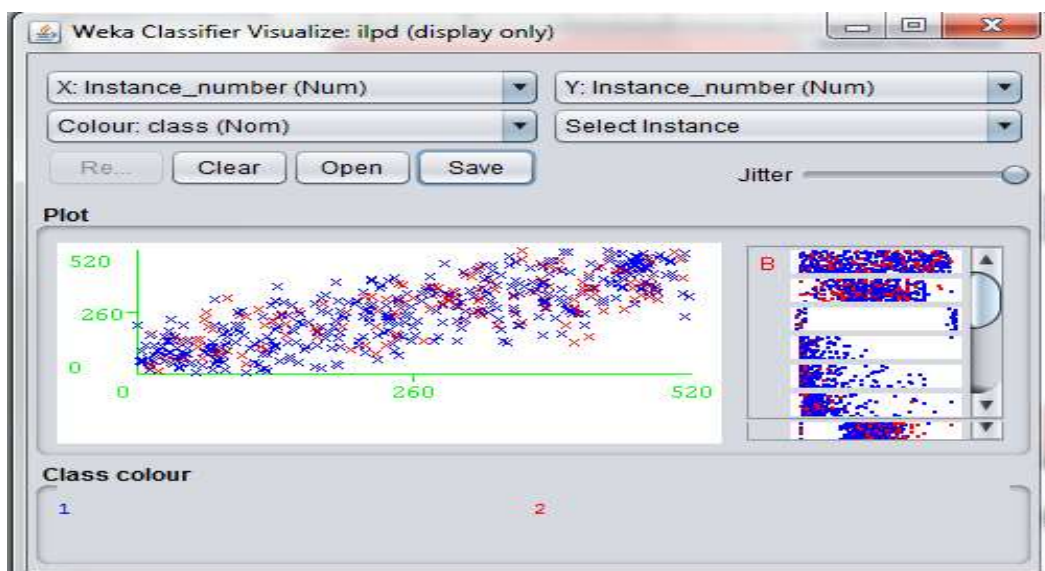 Weka Classifier Visualize: ilpd (display only)
X: Instance_number (Num) Y: Instance_number (Num)
Colour: class (Nom) Select Instance
Re... Clear Open Save Jitter
Plot
520
260
0
0 260 520
B
Class colour
1 2